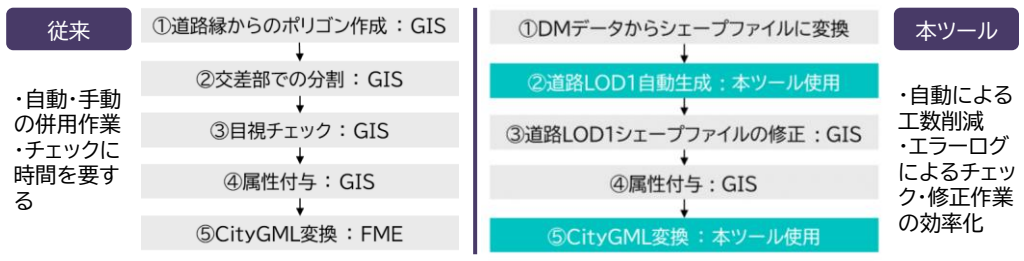 従来
・自動・手動
の併用作業
・チェックに
時間を要す
る
①道路縁からのポリゴン作成：GIS
②交差部での分割：GIS
③目視チェック：GIS
④属性付与：GIS
⑤CityGML変換：FME
①DMデータからシェープファイルに変換
②道路LOD1自動生成：本ツール使用
③道路LOD1シェープファイルの修正：GIS
④属性付与：GIS
⑤CityGML変換：本ツール使用
本ツール
・自動による
工数削減
・エラーログ
によるチェッ
ク・修正作業
の効率化